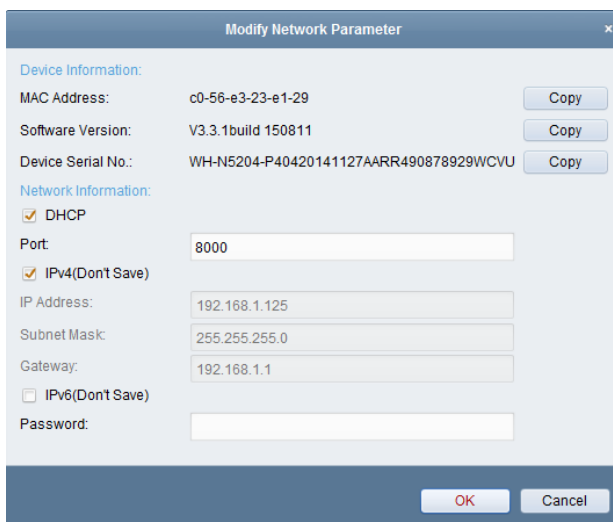 Modify Network Parameter ×
Device Information:
MAC Address: c0-56-e3-23-e1-29 Copy
Software Version: V3.3.1build 150811 Copy
Device Serial No.: WH-N5204-P40420141127AARR490878929WCVU Copy
Network Information:
DHCP
Port: 8000
IPv4(Don't Save)
IP Address: 192.168.1.125
Subnet Mask: 255.255.255.0
Gateway: 192.168.1.1
IPv6(Don't Save)
Password:
OK Cancel